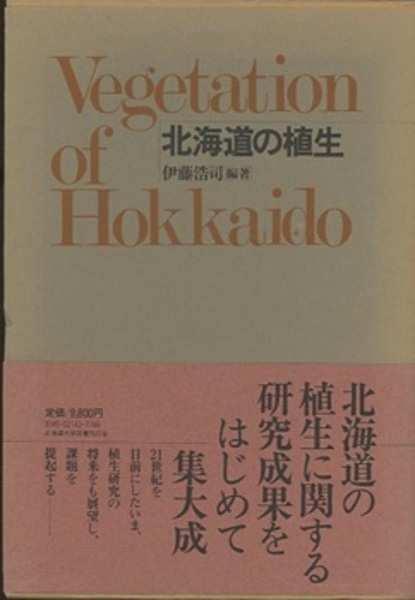 Vegetation
of
Hokkaido
北海道の植生
伊藤浩司 編著
北海道の
植生に関する
研究成果を
はじめて
集大成
21世紀を
目前にしたいま、
植生研究の
将来をも展望し、
課題を
提起する——
定価/9,800円